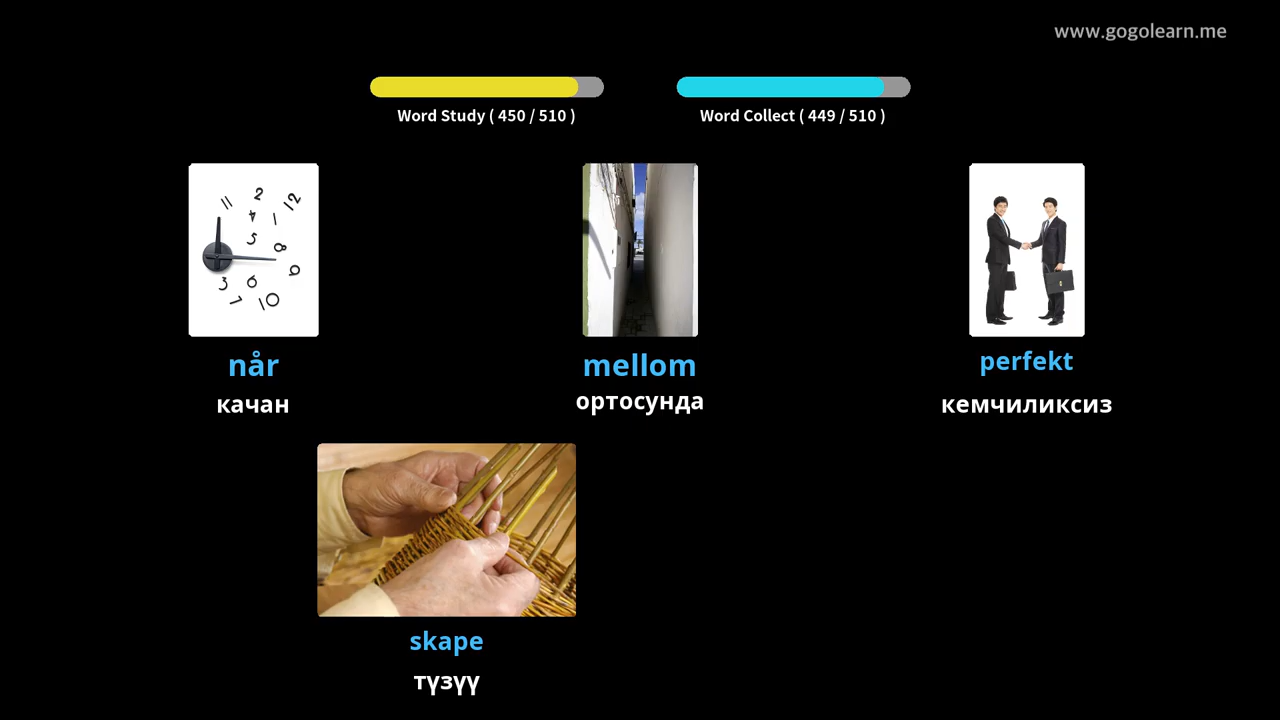 www.gogolearn.me
Word Study ( 450 / 510 )
Word Collect ( 449 / 510 )
når
mellom
perfekt
качан
ортосунда
кемчиликсиз
skape
түзүү